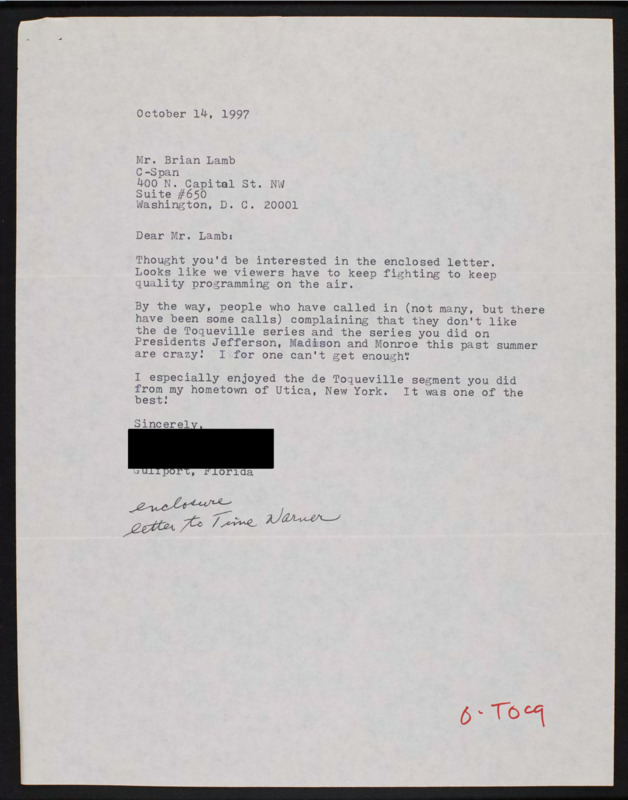 October 14, 1997
Mr. Brian Lamb
C-Span
400 N. Capital St. NW
Suite #650
Washington, D. C. 20001
Dear Mr. Lamb:
Thought you'd be interested in the enclosed letter.
Looks like we viewers have to keep fighting to keep
quality programming on the air.
By the way, people who have called in (not many, but there
have been some calls) complaining that they don't like
the de Toqueville series and the series you did on
Presidents Jefferson, Madison and Monroe this past summer
are crazy! I for one can't get enough!
I especially enjoyed the de Toqueville segment you did
from my hometown of Utica, New York. It was one of the
best!
Sincerely,
Gulfport, Florida
enclosure
letter to Time Warner
O-TOCQ